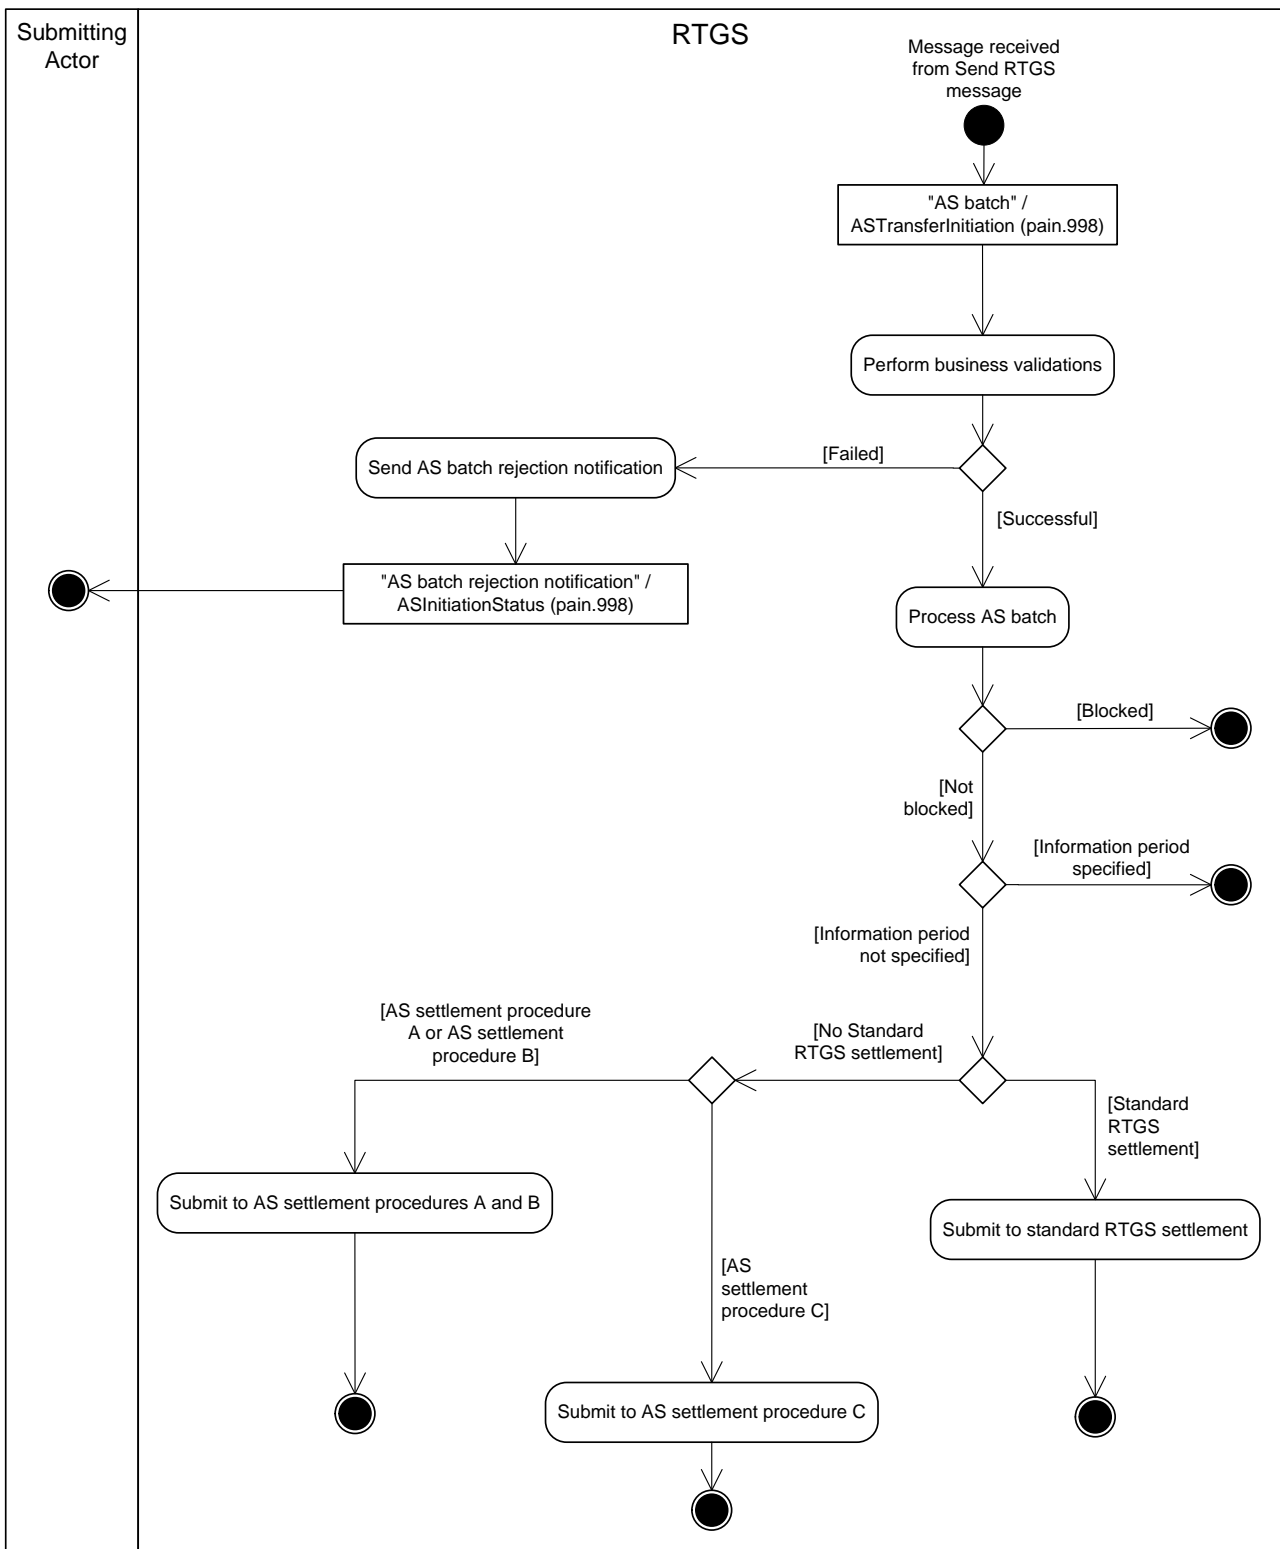 Submitting
Actor
RTGS
Message received
from Send RTGS
message
"AS batch" /
ASTransferInitiation (pain.998)
Perform business validations
[Failed]
Send AS batch rejection notification
[Successful]
"AS batch rejection notification" /
ASInitiationStatus (pain.998)
Process AS batch
[Blocked]
[Not
blocked]
[Information period
specified]
[Information period
not specified]
[AS settlement procedure
A or AS settlement
procedure B]
[No Standard
RTGS settlement]
[Standard
RTGS
settlement]
Submit to AS settlement procedures A and B
Submit to standard RTGS settlement
[AS
settlement
procedure C]
Submit to AS settlement procedure C